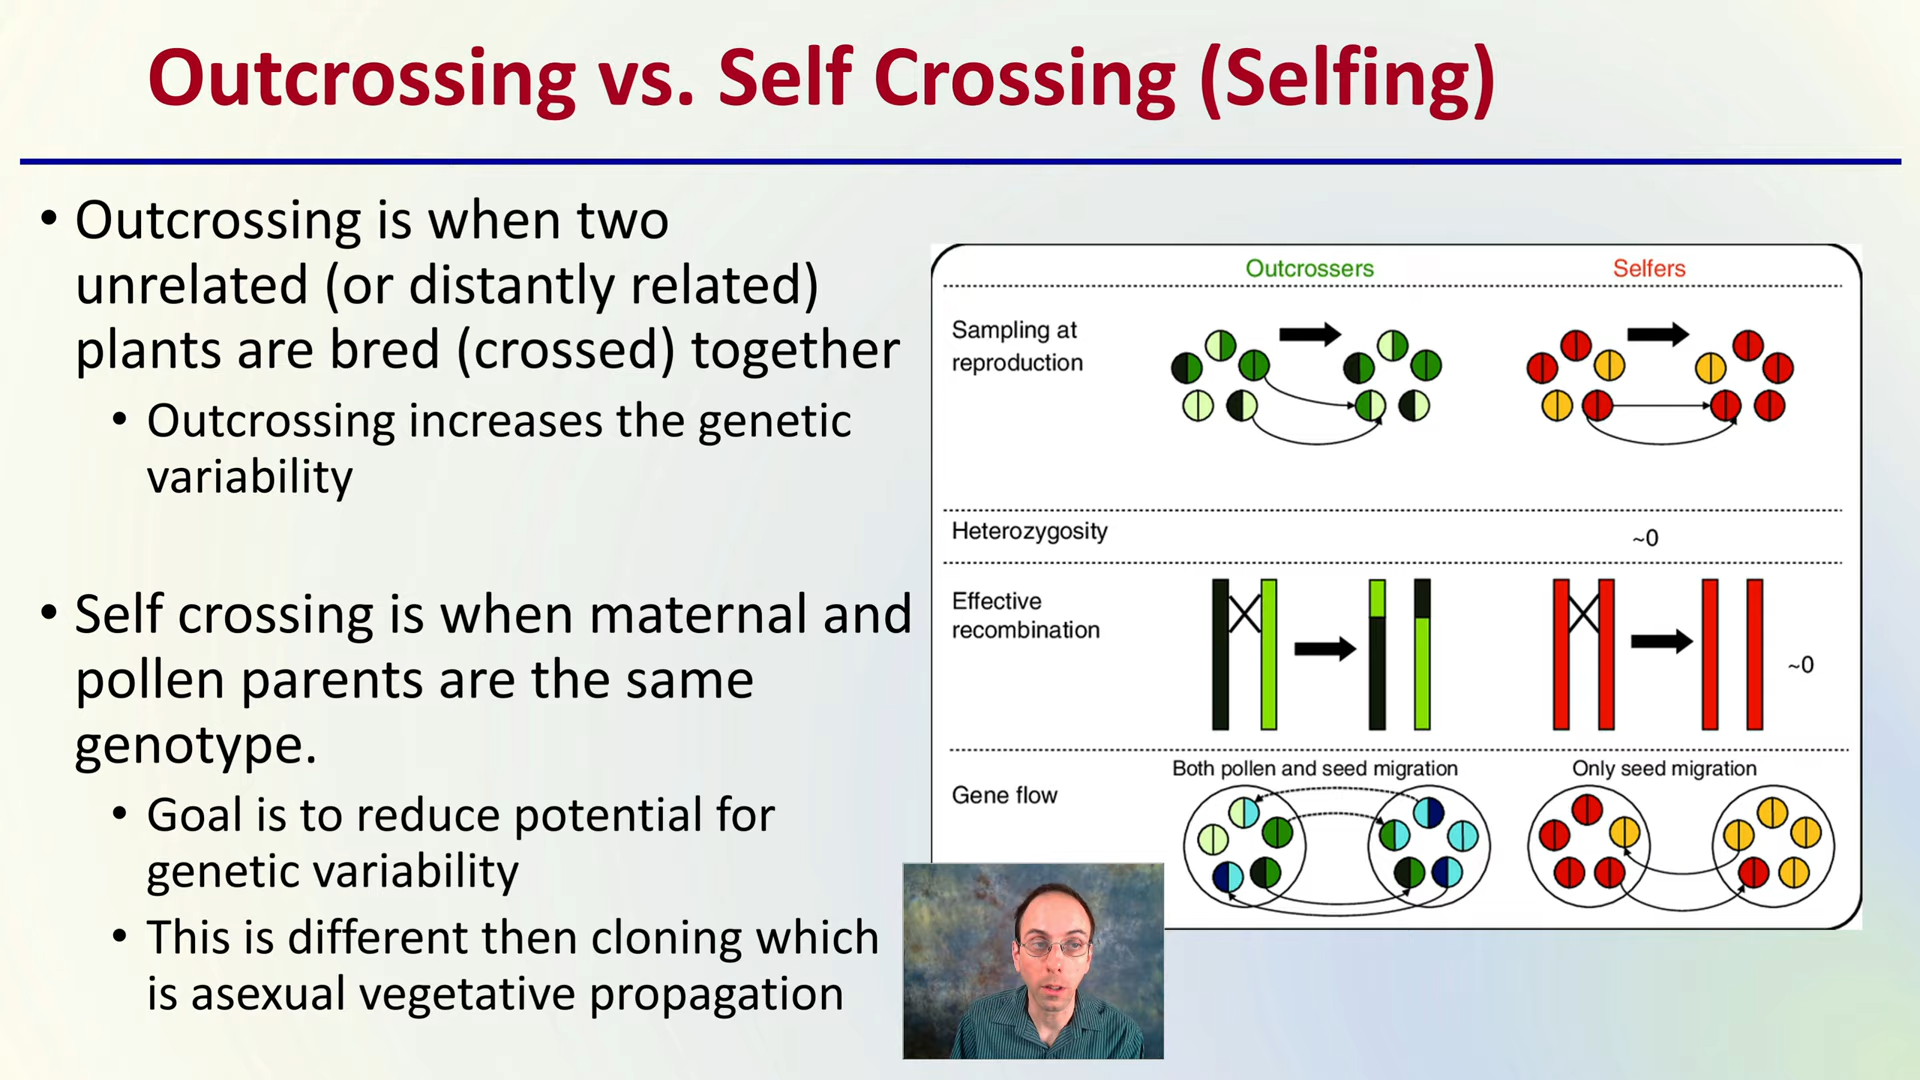 Outcrossing vs. Self Crossing (Selfing)
• Outcrossing is when two
unrelated (or distantly related)
plants are bred (crossed) together
• Outcrossing increases the genetic
variability
• Self crossing is when maternal and
pollen parents are the same
genotype.
• Goal is to reduce potential for
genetic variability
• This is different then cloning which
is asexual vegetative propagation
Outcrossers
Selfers
Sampling at
reproduction
Heterozygosity
~0
Effective
recombination
~0
Both pollen and seed migration
Only seed migration
Gene flow